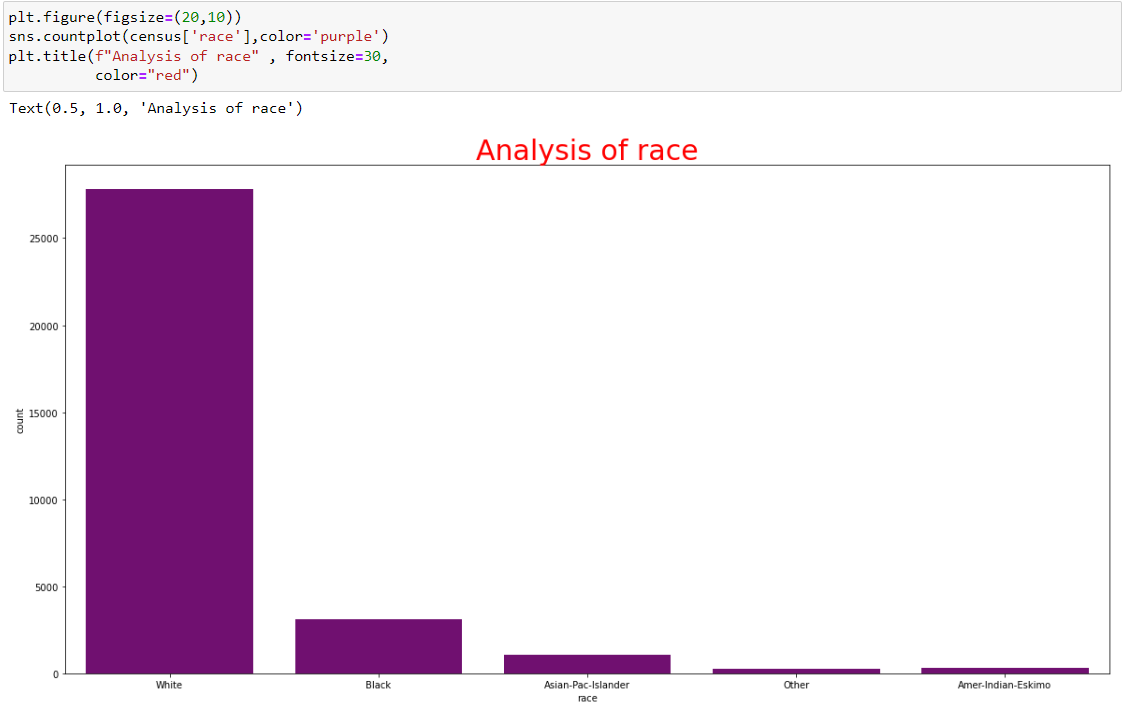 plt.figure(figsize=(20,10))
sns.countplot(census['race'],color='purple')
plt.title(f"Analysis of race" , fontsize=30,
          color="red")
Text(0.5, 1.0, 'Analysis of race')
Analysis of race
25000
20000
15000
10000
5000
0
count
White Black Asian-Pac-Islander Other Amer-Indian-Eskimo
race